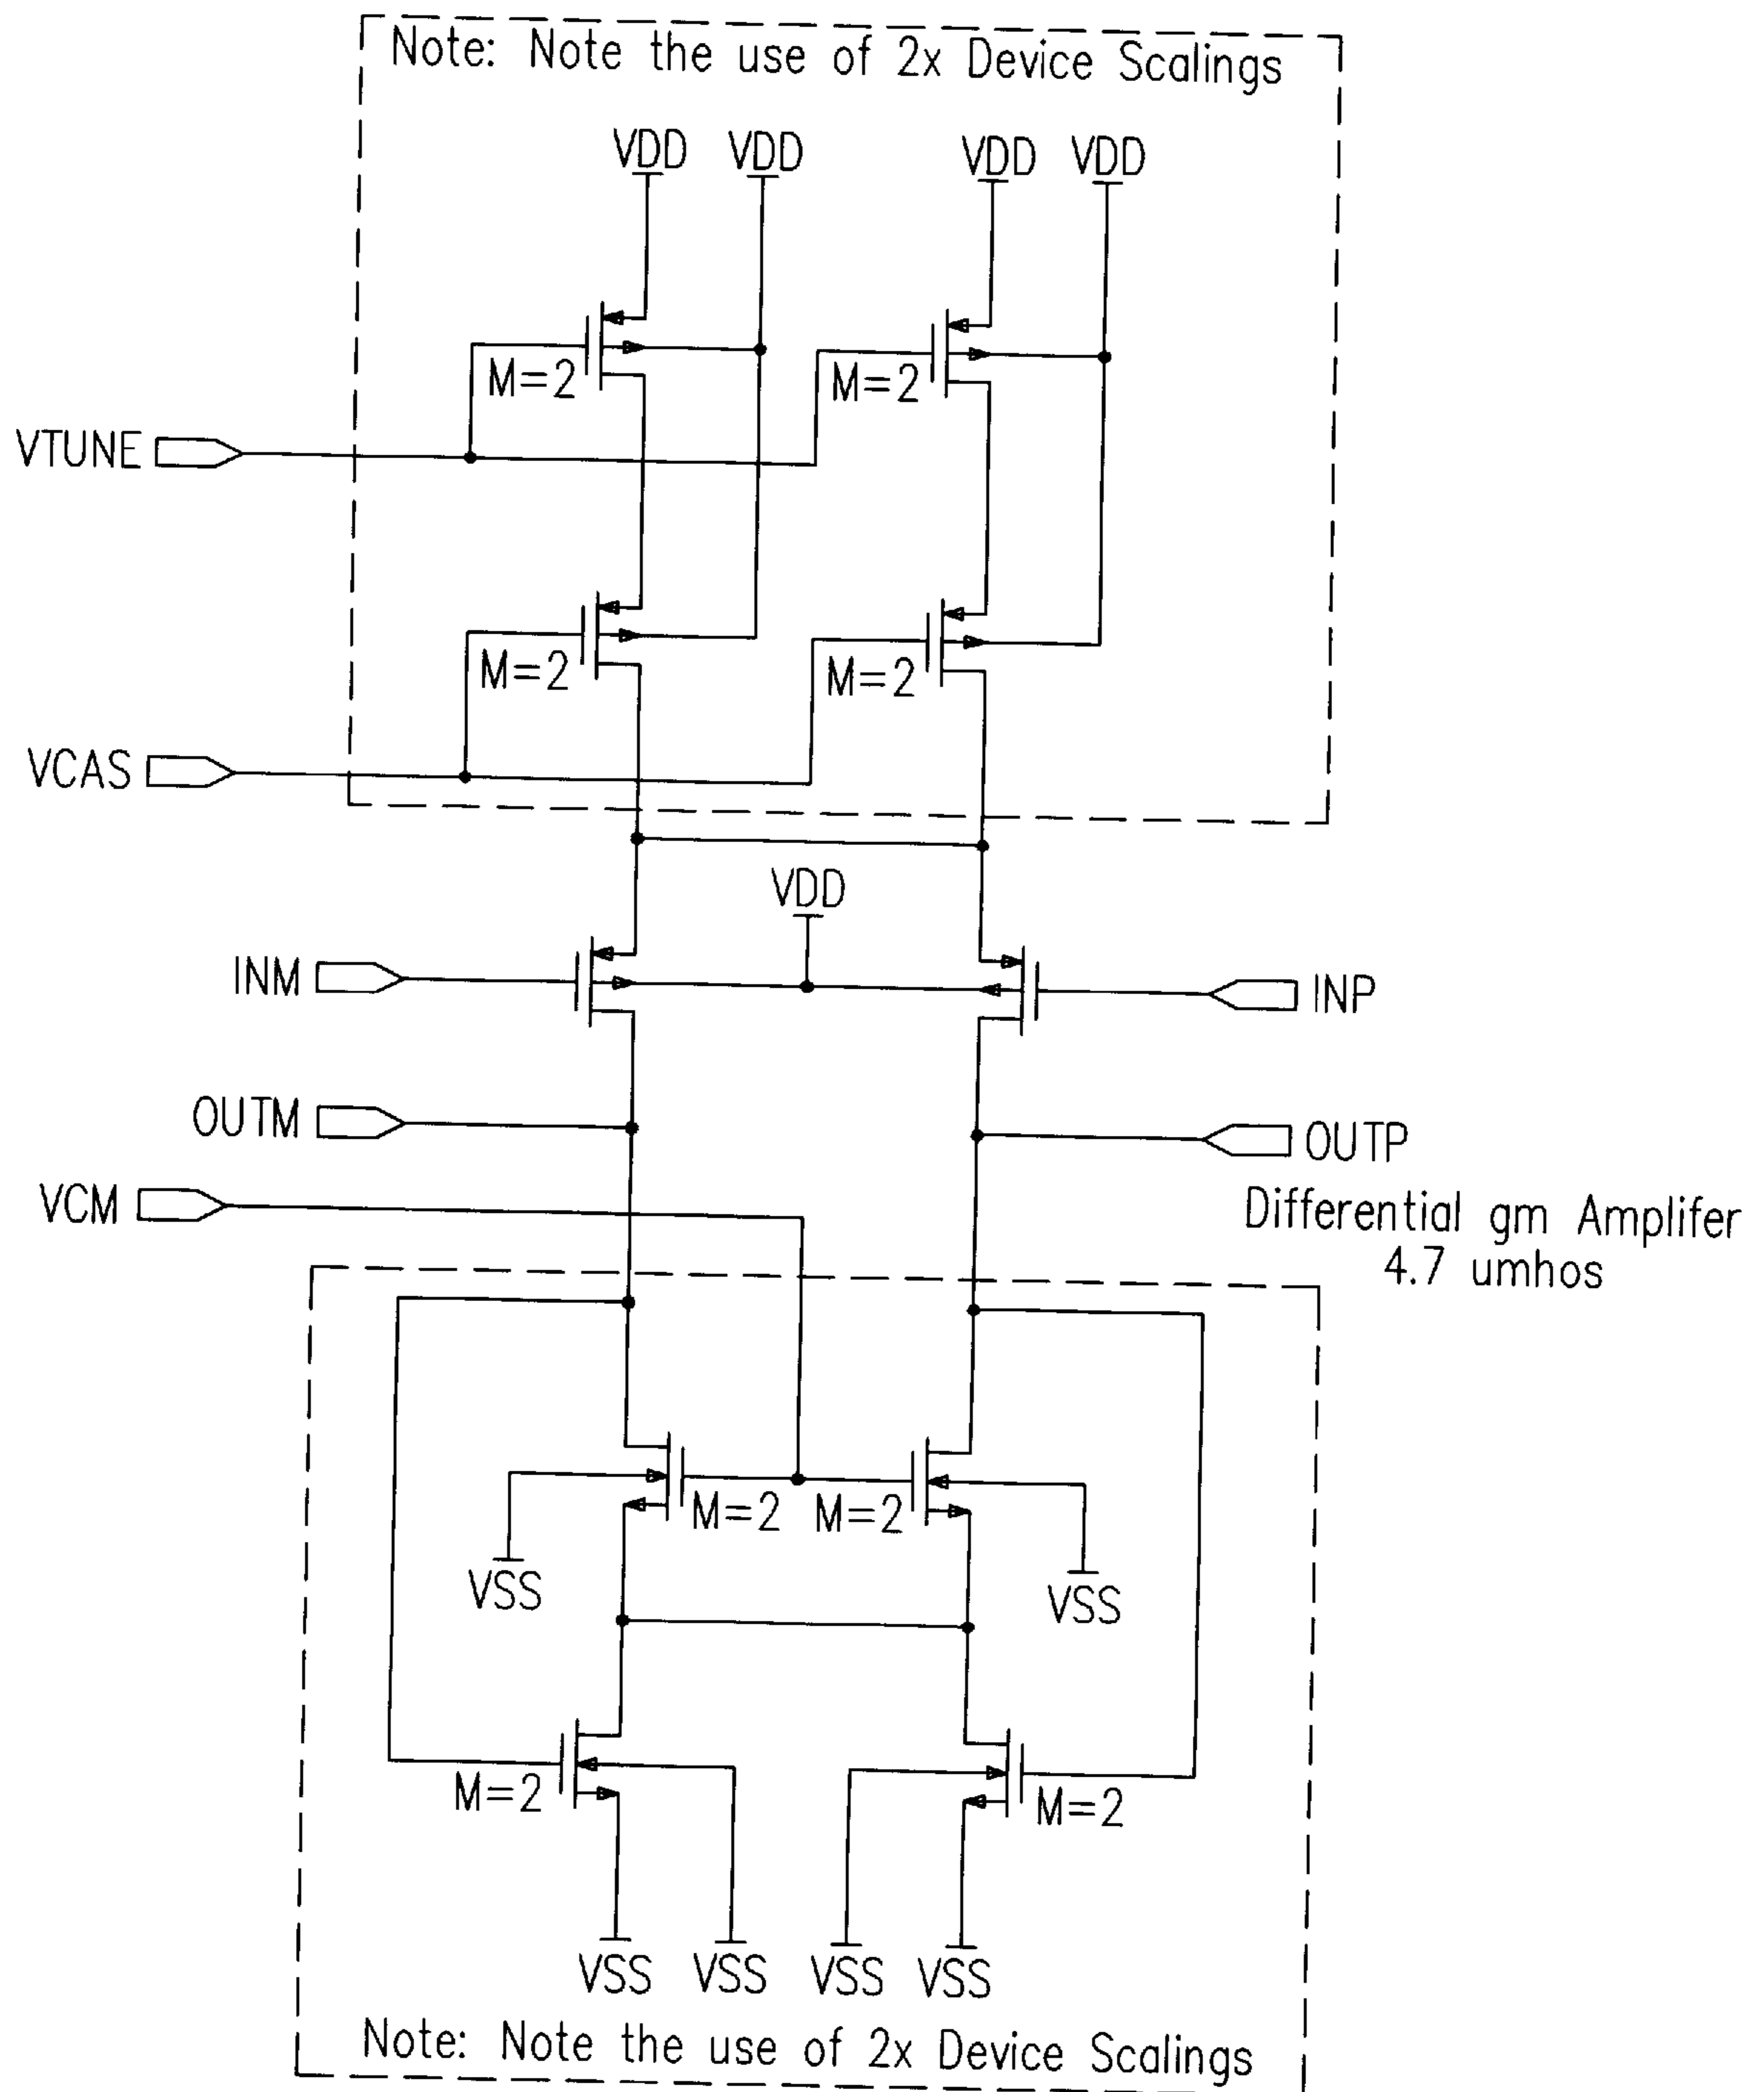 Note: Note the use of 2x Device Scalings
VDD VDD VDD VDD
M=2 M=2
VTUNE
M=2 M=2
VCAS
VDD
INM INP
OUTM OUTP
VCM
Differential gm Amplifer
4.7 umhos
M=2 M=2
VSS VSS
M=2 M=2
VSS VSS VSS VSS
Note: Note the use of 2x Device Scalings